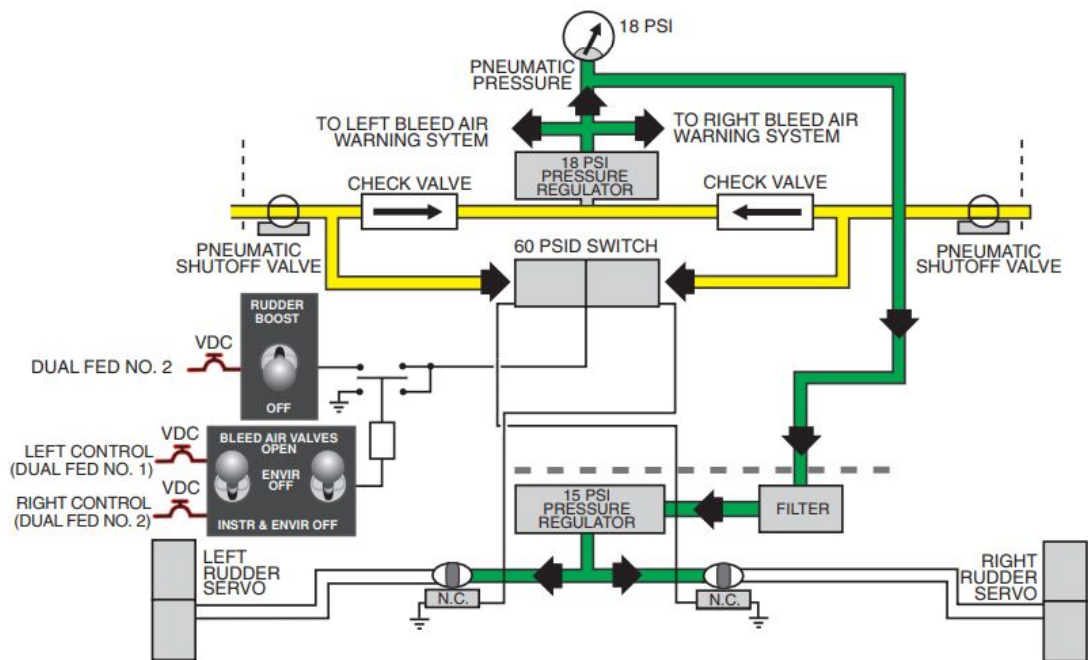 18 PSI
PNEUMATIC
PRESSURE
TO LEFT BLEED AIR
WARNING SYTEM
TO RIGHT BLEED AIR
WARNING SYSTEM
18 PSI
PRESSURE
REGULATOR
CHECK VALVE
CHECK VALVE
PNEUMATIC
SHUTOFF VALVE
60 PSID SWITCH
PNEUMATIC
SHUTOFF VALVE
RUDDER
BOOST
VDC
DUAL FED NO. 2
OFF
VDC
BLEED AIR VALVES
OPEN
LEFT CONTROL
(DUAL FED NO. 1)
ENVIR
OFF
VDC
RIGHT CONTROL
(DUAL FED NO. 2)
INSTR & ENVIR OFF
15 PSI
PRESSURE
REGULATOR
FILTER
LEFT
RUDDER
SERVO
RIGHT
RUDDER
SERVO
N.C.
N.C.